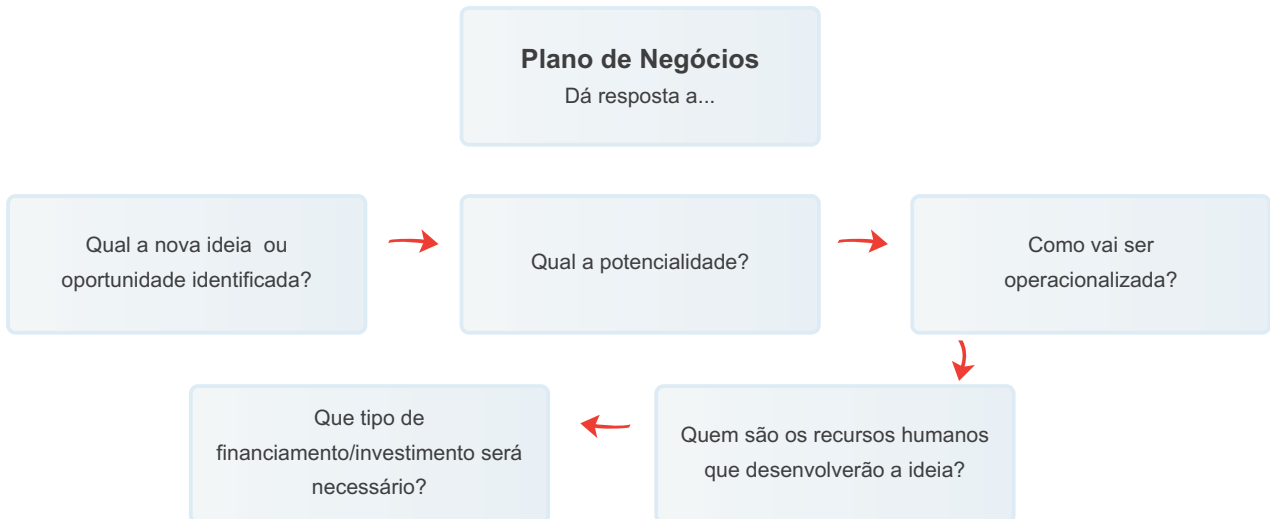 Plano de Negócios
Dá resposta a...
Qual a nova ideia ou
oportunidade identificada?
Qual a potencialidade?
Como vai ser
operacionalizada?
Quem são os recursos humanos
que desenvolverão a ideia?
Que tipo de
financiamento/investimento será
necessário?